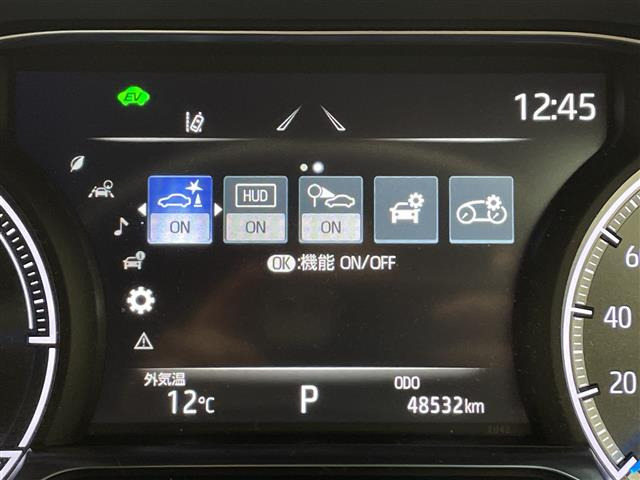 EV
12:45
HUD
ON ON ON
OK:機能 ON/OFF
外気温 ODO
12℃ P 48532km
60
40
20